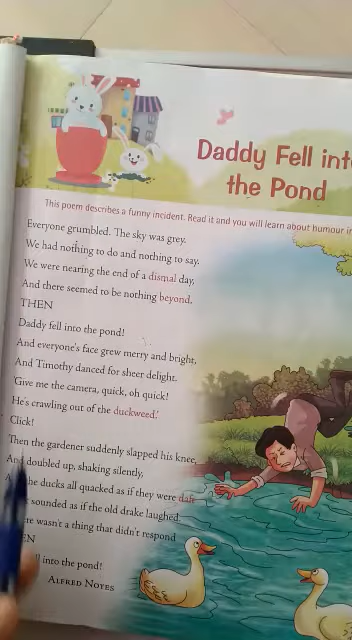 Daddy Fell into
the Pond
This poem describes a funny incident. Read it and you will learn about humour in
Everyone grumbled. The sky was grey.
We had nothing to do and nothing to say.
We were nearing the end of a dismal day,
And there seemed to be nothing beyond.
THEN
Daddy fell into the pond!
And everyone's face grew merry and bright,
And Timothy danced for sheer delight.
'Give me the camera, quick, oh quick!
He's crawling out of the duckweed.'
Click!
Then the gardener suddenly slapped his knee,
And doubled up, shaking silently,
he ducks all quacked as if they were daft
sounded as if the old drake laughed.
re wasn't a thing that didn't respond
EN
ll into the pond!
ALFRED NOYES